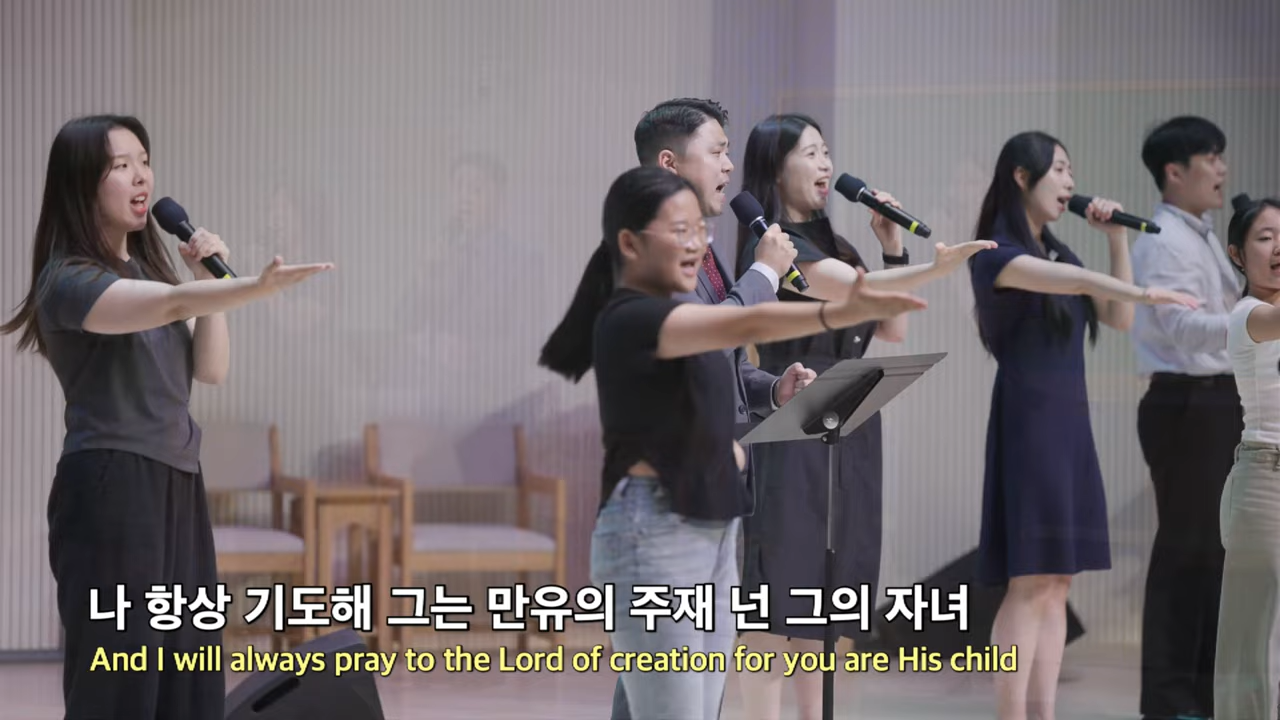 나 항상 기도해 그는 만유의 주재 넌 그의 자녀
And I will always pray to the Lord of creation for you are His child